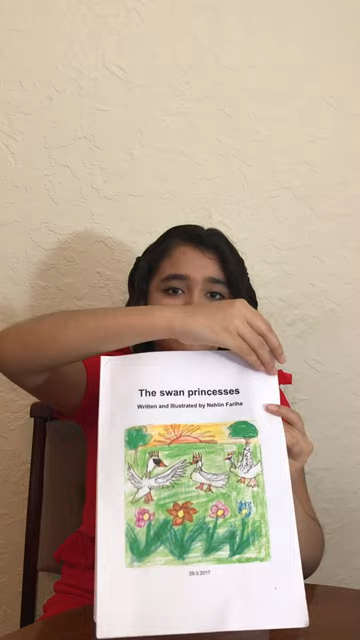 The swan princesses
Written and Illustrated by Nehlin Fariha
28.3.2017